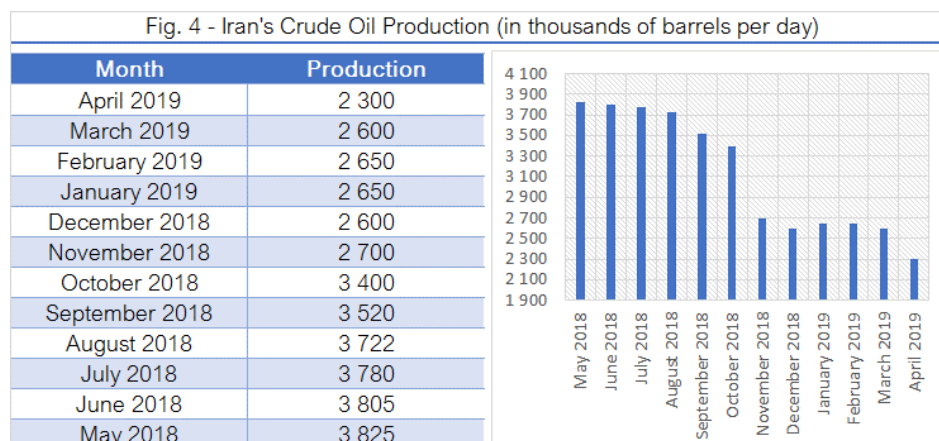 Fig. 4 - Iran's Crude Oil Production (in thousands of barrels per day)
Month Production
April 2019 2 300
March 2019 2 600
February 2019 2 650
January 2019 2 650
December 2018 2 600
November 2018 2 700
October 2018 3 400
September 2018 3 520
August 2018 3 722
July 2018 3 780
June 2018 3 805
May 2018 3 825
4 100
3 900
3 700
3 500
3 300
3 100
2 900
2 700
2 500
2 300
2 100
1 900
May 2018
June 2018
July 2018
August 2018
September 2018
October 2018
November 2018
December 2018
January 2019
February 2019
March 2019
April 2019